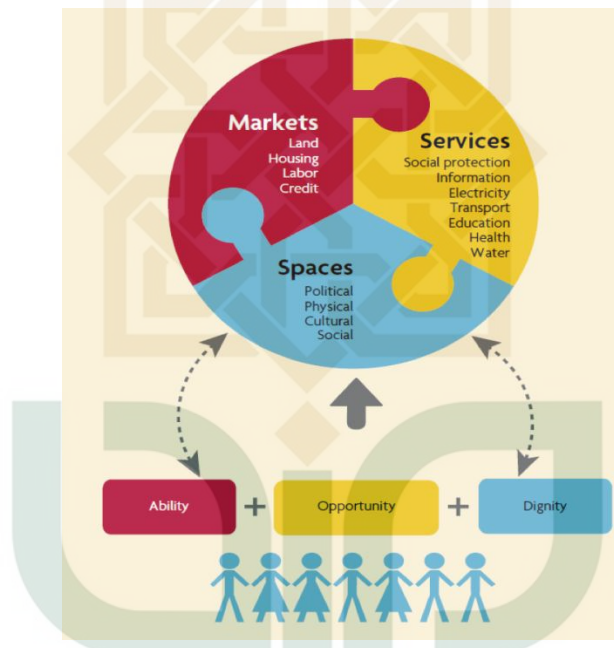 Markets
Land
Housing
Labor
Credit
Services
Social protection
Information
Electricity
Transport
Education
Health
Water
Spaces
Political
Physical
Cultural
Social
Ability + Opportunity + Dignity